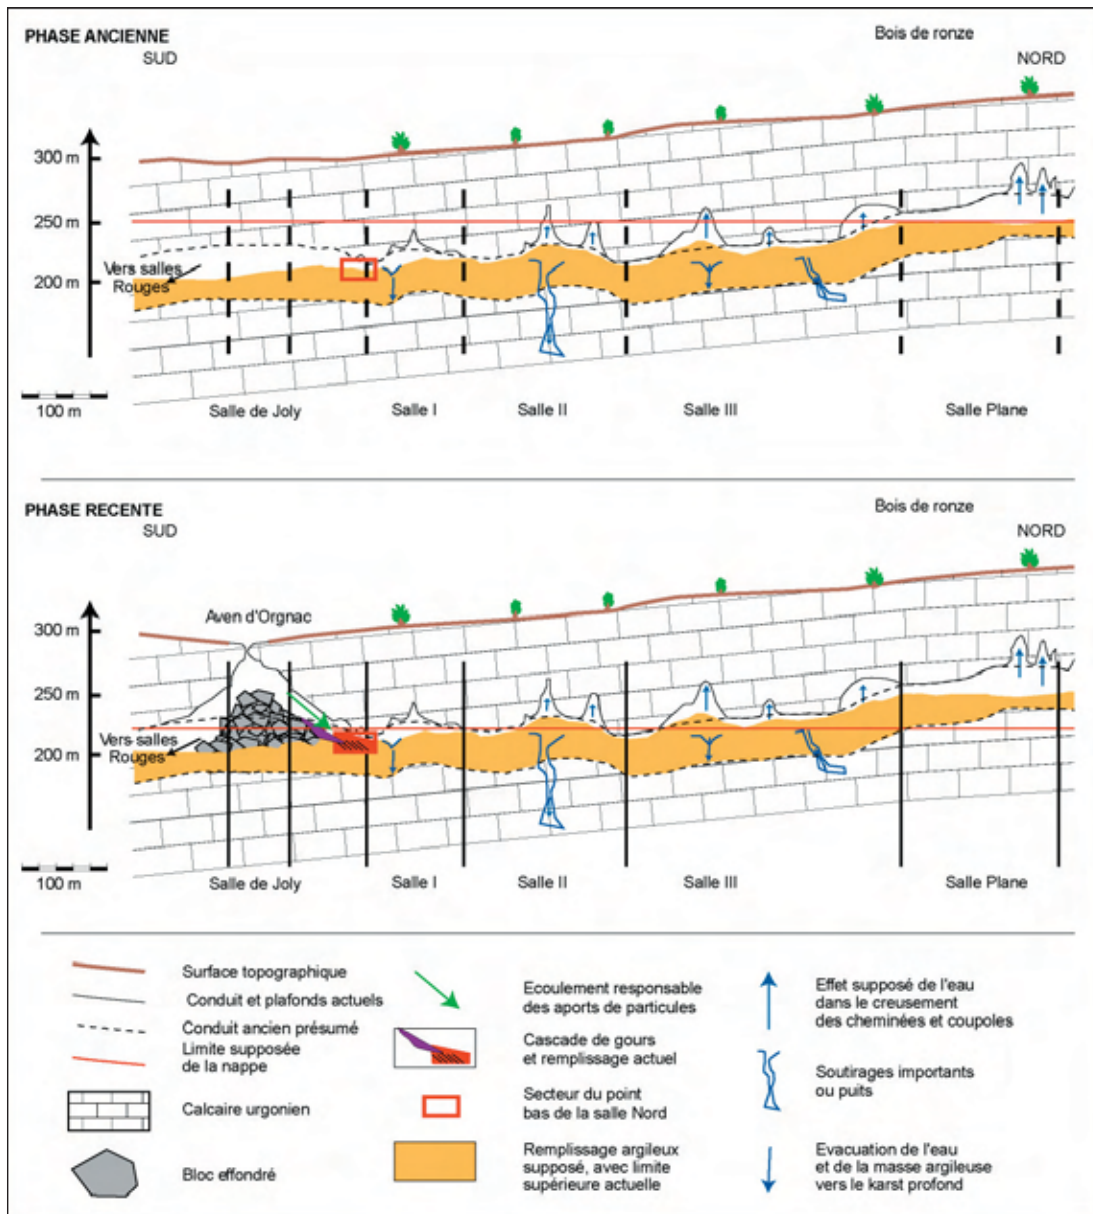 PHASE ANCIENNE
Bois de ronze
SUD
NORD
300 m
250 m
Vers salles
Rouges
200 m
100 m
Salle de Joly
Salle I
Salle II
Salle III
Salle Plane
PHASE RECENTE
Bois de ronze
SUD
NORD
Aven d'Orgnac
300 m
250 m
Vers salles
Rouges
200 m
100 m
Salle de Joly
Salle I
Salle II
Salle III
Salle Plane
Surface topographique
Conduit et plafonds actuels
Conduit ancien présumé
Limite supposée
de la nappe
Calcaire urgonien
Bloc effondré
Ecoulement responsable
des aports de particules
Cascade de gours
et remplissage actuel
Secteur du point
bas de la salle Nord
Remplissage argileux
supposé, avec limite
supérieure actuelle
Effet supposé de l'eau
dans le creusement
des cheminées et coupoles
Soutirages importants
ou puits
Evacuation de l'eau
et de la masse argileuse
vers le karst profond